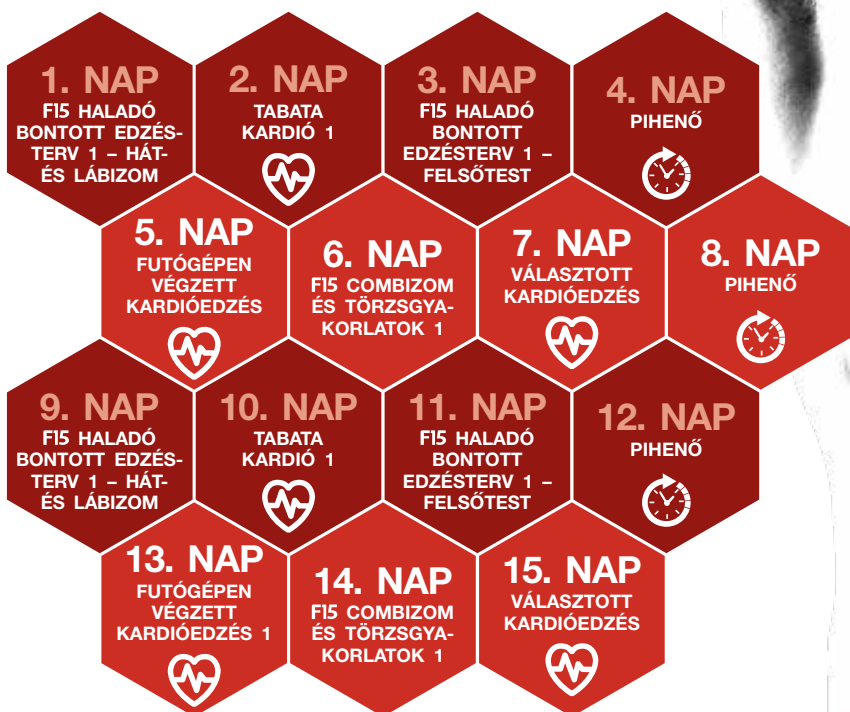 1. NAP
F15 HALADÓ
BONTOTT EDZÉS-
TERV 1 – HÁT-
ÉS LÁBIZOM
2. NAP
TABATA
KARDIÓ 1
3. NAP
F15 HALADÓ
BONTOTT
EDZÉSTERV 1 –
FELSŐTEST
4. NAP
PIHENŐ
5. NAP
FUTÓGÉPEN
VÉGZETT
KARDIÓEDZÉS
6. NAP
F15 COMBIZOM
ÉS TÖRZSGYA-
KORLATOK 1
7. NAP
VÁLASZTOTT
KARDIÓEDZÉS
8. NAP
PIHENŐ
9. NAP
F15 HALADÓ
BONTOTT EDZÉS-
TERV 1 – HÁT-
ÉS LÁBIZOM
10. NAP
TABATA
KARDIÓ 1
11. NAP
F15 HALADÓ
BONTOTT
EDZÉSTERV 1 –
FELSŐTEST
12. NAP
PIHENŐ
13. NAP
FUTÓGÉPEN
VÉGZETT
KARDIÓEDZÉS 1
14. NAP
F15 COMBIZOM
ÉS TÖRZSGYA-
KORLATOK 1
15. NAP
VÁLASZTOTT
KARDIÓEDZÉS